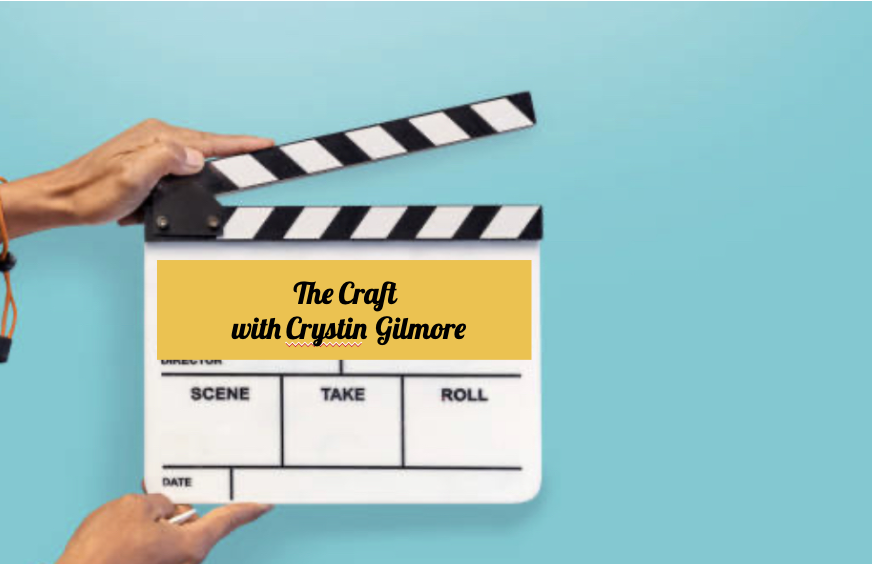 The Craft
with Crystin Gilmore
DIRECTOR
SCENE TAKE ROLL
DATE